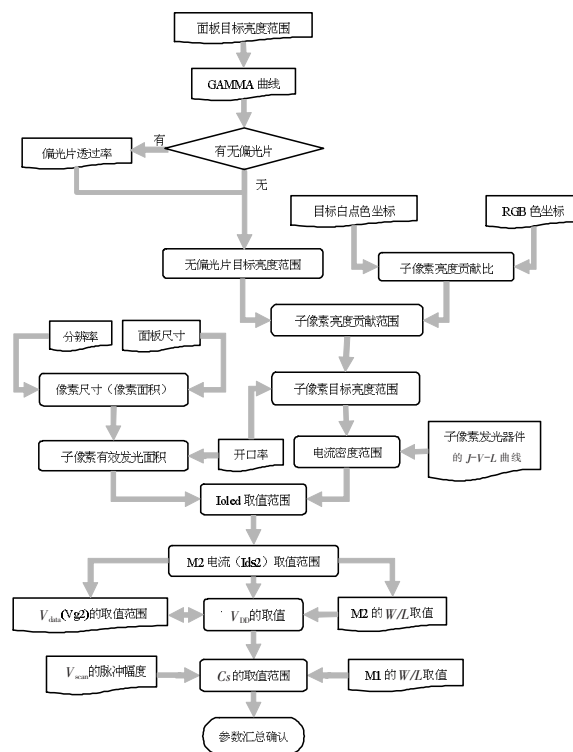 面板目标亮度范围
GAMMA 曲线
有无偏光片
有
偏光片透过率
无
目标白点色坐标
RGB 色坐标
无偏光片目标亮度范围
子像素亮度贡献比
子像素亮度贡献范围
分辨率
面板尺寸
像素尺寸（像素面积）
子像素目标亮度范围
子像素有效发光面积
开口率
电流密度范围
子像素发光器件
的 J-V-L 曲线
Ioled 取值范围
M2 电流（Ids2）取值范围
Vdata(Vg2)的取值范围
VDD的取值
M2 的 W/L 取值
Vscan的脉冲幅度
Cs 的取值范围
M1 的 W/L 取值
参数汇总确认